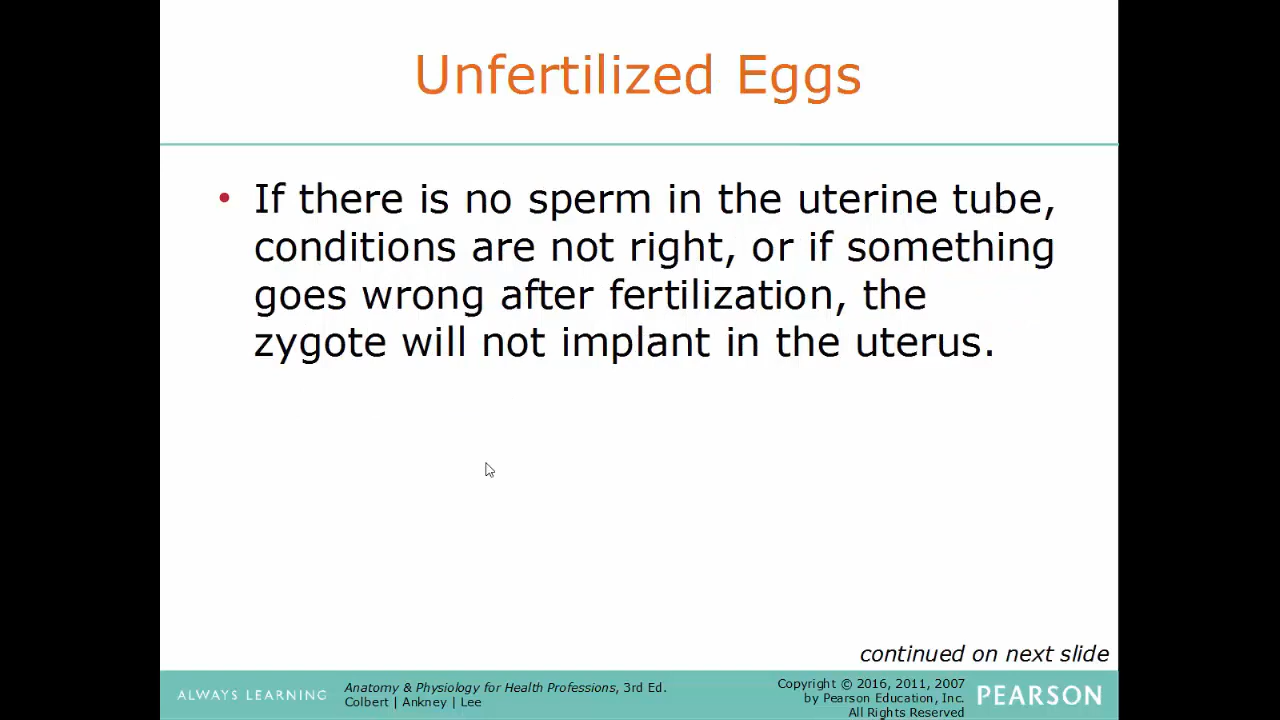 Unfertilized Eggs
• If there is no sperm in the uterine tube,
conditions are not right, or if something
goes wrong after fertilization, the
zygote will not implant in the uterus.
continued on next slide
ALWAYS LEARNING
Anatomy & Physiology for Health Professions, 3rd Ed.
Colbert | Ankney | Lee
Copyright © 2016, 2011, 2007
by Pearson Education, Inc.
All Rights Reserved
PEARSON